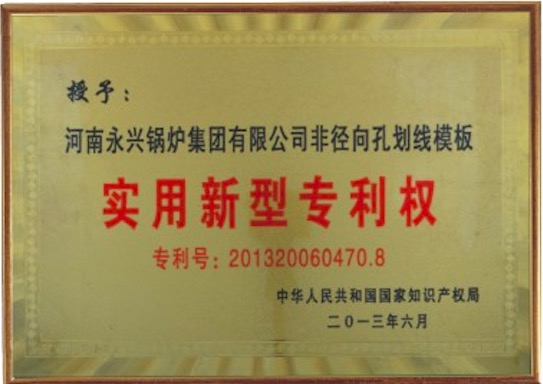 授予：
河南永兴锅炉集团有限公司非径向孔划线模板
实用新型专利权
专利号：201320060470.8
中华人民共和国国家知识产权局
二〇一三年六月